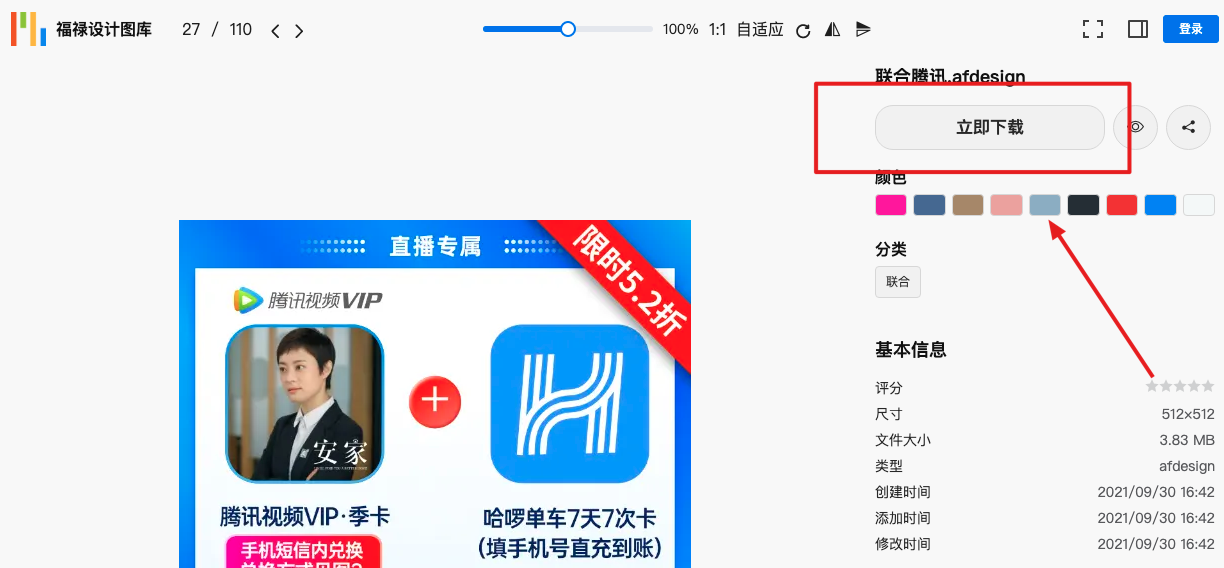 福禄设计图库 27 / 110 100% 1:1 自适应 登录
联合腾讯.afdesign
立即下载
颜色
分类
联合
基本信息
评分
尺寸 512×512
文件大小 3.83 MB
类型 afdesign
创建时间 2021/09/30 16:42
添加时间 2021/09/30 16:42
修改时间 2021/09/30 16:42
直播专属
限时5.2折
腾讯视频VIP
安家
腾讯视频VIP·季卡
手机短信内兑换
哈啰单车7天7次卡
(填手机号直充到账)